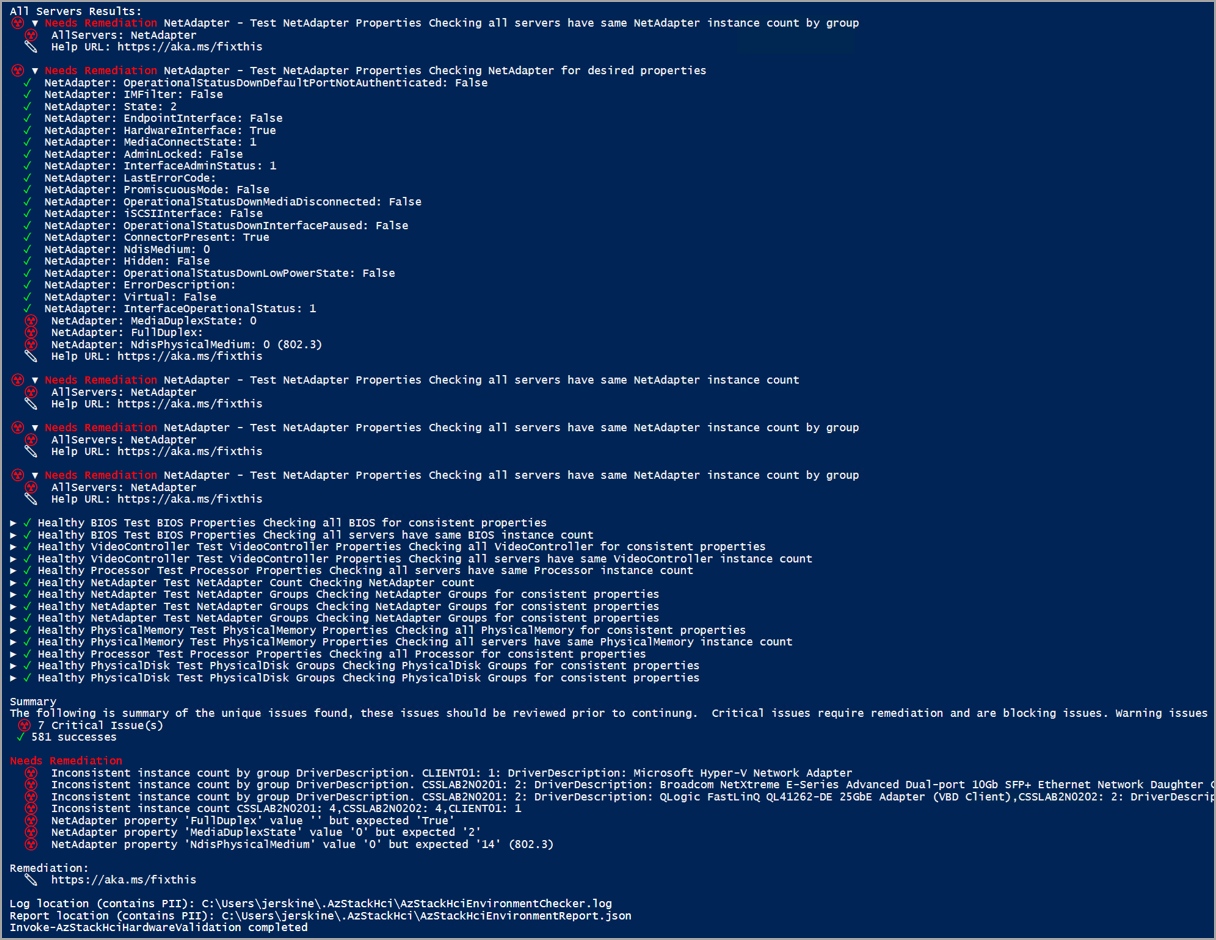 All Servers Results:
▼ Needs Remediation NetAdapter - Test NetAdapter Properties Checking all servers have same NetAdapter instance count by group
AllServers: NetAdapter
Help URL: https://aka.ms/fixthis
▼ Needs Remediation NetAdapter - Test NetAdapter Properties Checking NetAdapter for desired properties
✓ NetAdapter: OperationalStatusDownDefaultPortNotAuthenticated: False
✓ NetAdapter: IMFilter: False
✓ NetAdapter: State: 2
✓ NetAdapter: EndpointInterface: False
✓ NetAdapter: HardwareInterface: True
✓ NetAdapter: MediaConnectState: 1
✓ NetAdapter: AdminLocked: False
✓ NetAdapter: InterfaceAdminStatus: 1
✓ NetAdapter: LastErrorCode:
✓ NetAdapter: PromiscuousMode: False
✓ NetAdapter: OperationalStatusDownMediaDisconnected: False
✓ NetAdapter: iSCSIInterface: False
✓ NetAdapter: OperationalStatusDownInterfacePaused: False
✓ NetAdapter: ConnectorPresent: True
✓ NetAdapter: NdisMedium: 0
✓ NetAdapter: Hidden: False
✓ NetAdapter: OperationalStatusDownLowPowerState: False
✓ NetAdapter: ErrorDescription:
✓ NetAdapter: Virtual: False
✓ NetAdapter: InterfaceOperationalStatus: 1
NetAdapter: MediaDuplexState: 0
NetAdapter: FullDuplex:
NetAdapter: NdisPhysicalMedium: 0 (802.3)
Help URL: https://aka.ms/fixthis
▼ Needs Remediation NetAdapter - Test NetAdapter Properties Checking all servers have same NetAdapter instance count
AllServers: NetAdapter
Help URL: https://aka.ms/fixthis
▼ Needs Remediation NetAdapter - Test NetAdapter Properties Checking all servers have same NetAdapter instance count by group
AllServers: NetAdapter
Help URL: https://aka.ms/fixthis
▼ Needs Remediation NetAdapter - Test NetAdapter Properties Checking all servers have same NetAdapter instance count by group
AllServers: NetAdapter
Help URL: https://aka.ms/fixthis
► ✓ Healthy BIOS Test BIOS Properties Checking all BIOS for consistent properties
► ✓ Healthy BIOS Test BIOS Properties Checking all servers have same BIOS instance count
► ✓ Healthy VideoController Test VideoController Properties Checking all VideoController for consistent properties
► ✓ Healthy VideoController Test VideoController Properties Checking all servers have same VideoController instance count
► ✓ Healthy Processor Test Processor Properties Checking all servers have same Processor instance count
► ✓ Healthy NetAdapter Test NetAdapter Count Checking NetAdapter count
► ✓ Healthy NetAdapter Test NetAdapter Groups Checking NetAdapter Groups for consistent properties
► ✓ Healthy NetAdapter Test NetAdapter Groups Checking NetAdapter Groups for consistent properties
► ✓ Healthy NetAdapter Test NetAdapter Groups Checking NetAdapter Groups for consistent properties
► ✓ Healthy PhysicalMemory Test PhysicalMemory Properties Checking all PhysicalMemory for consistent properties
► ✓ Healthy PhysicalMemory Test PhysicalMemory Properties Checking all servers have same PhysicalMemory instance count
► ✓ Healthy Processor Test Processor Properties Checking all Processor for consistent properties
► ✓ Healthy PhysicalDisk Test PhysicalDisk Groups Checking PhysicalDisk Groups for consistent properties
► ✓ Healthy PhysicalDisk Test PhysicalDisk Groups Checking PhysicalDisk Groups for consistent properties
Summary
The following is summary of the unique issues found, these issues should be reviewed prior to continung.  Critical issues require remediation and are blocking issues. Warning issues
7 Critical Issue(s)
✓ 581 successes
Needs Remediation
Inconsistent instance count by group DriverDescription. CLIENT01: 1: DriverDescription: Microsoft Hyper-V Network Adapter
Inconsistent instance count by group DriverDescription. CSSLAB2N0201: 2: DriverDescription: Broadcom NetXtreme E-Series Advanced Dual-port 10Gb SFP+ Ethernet Network Daughter C
Inconsistent instance count by group DriverDescription. CSSLAB2N0201: 2: DriverDescription: QLogic FastLinQ QL41262-DE 25GbE Adapter (VBD Client),CSSLAB2N0202: 2: DriverDescrip
Inconsistent instance count CSSLAB2N0201: 4,CSSLAB2N0202: 4,CLIENT01: 1
NetAdapter property 'FullDuplex' value '' but expected 'True'
NetAdapter property 'MediaDuplexState' value '0' but expected '2'
NetAdapter property 'NdisPhysicalMedium' value '0' but expected '14' (802.3)
Remediation:
https://aka.ms/fixthis
Log location (contains PII): C:\Users\jerskine\.AzStackHci\AzStackHciEnvironmentChecker.log
Report location (contains PII): C:\Users\jerskine\.AzStackHci\AzStackHciEnvironmentReport.json
Invoke-AzStackHciHardwareValidation completed